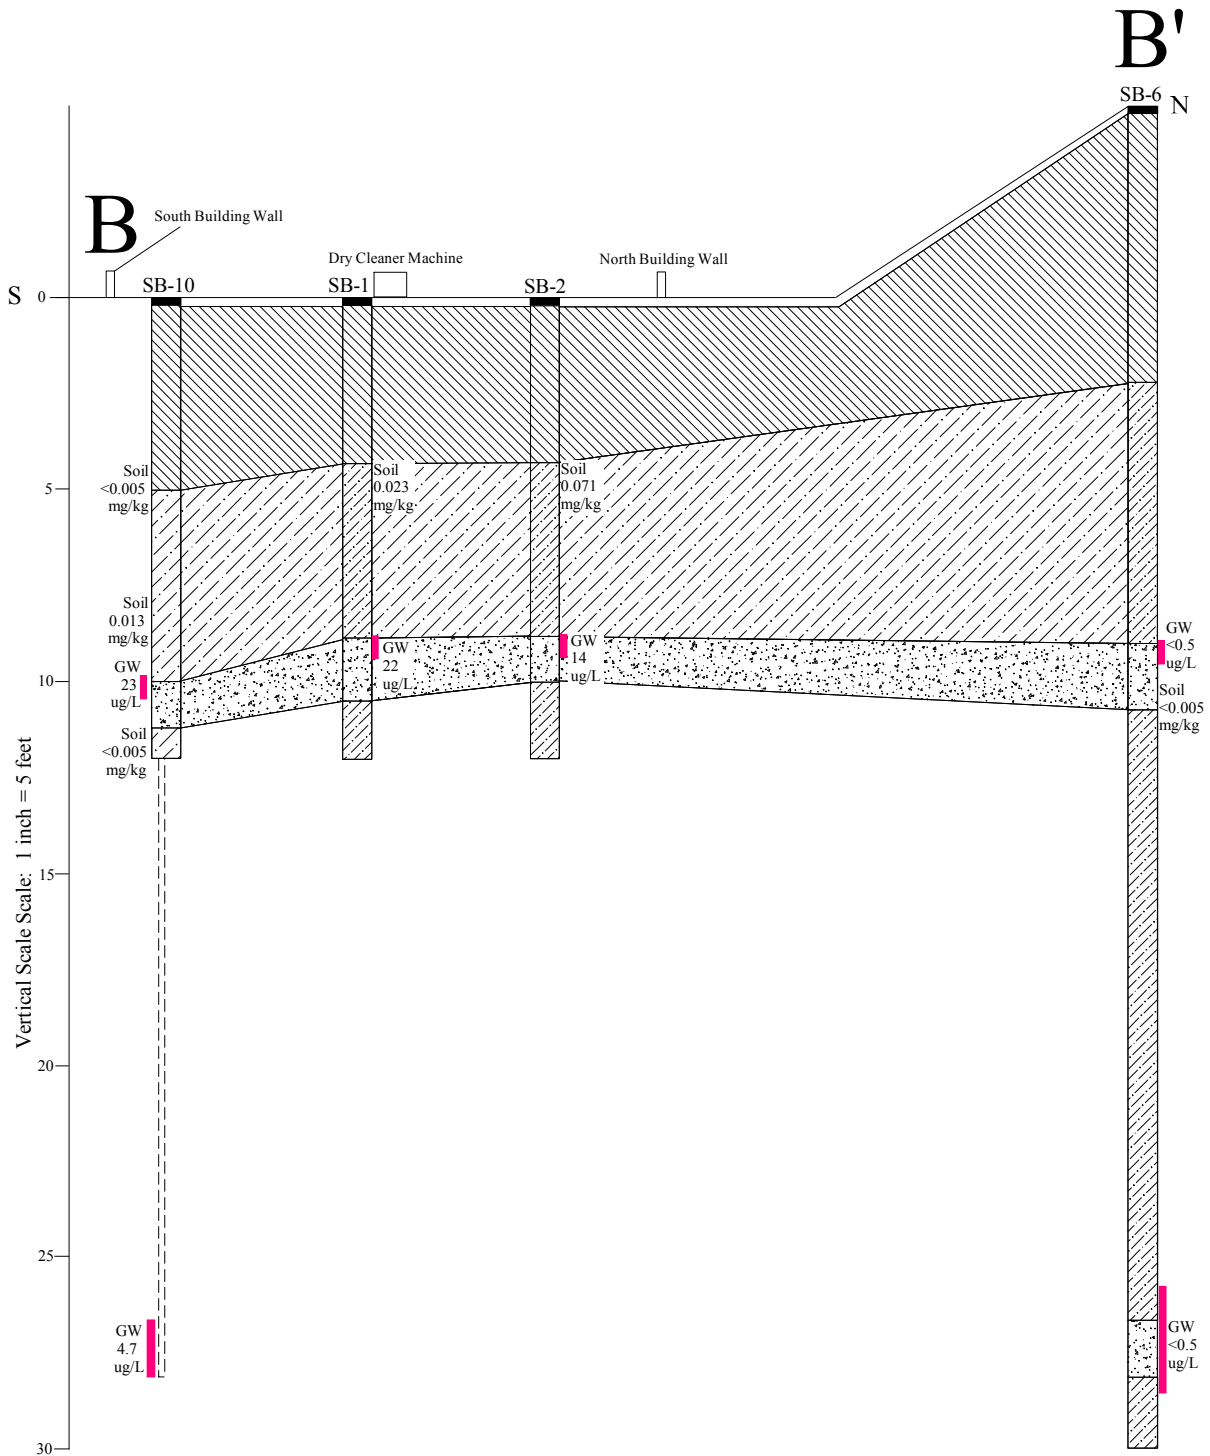 B'
SB-6
N
B
South Building Wall
Dry Cleaner Machine
North Building Wall
S
0
SB-10
SB-1
SB-2
Soil
<0.005
mg/kg
Soil
0.023
mg/kg
Soil
0.071
mg/kg
5
Soil
0.013
mg/kg
GW
23
ug/L
GW
22
ug/L
GW
14
ug/L
GW
<0.5
ug/L
10
Soil
<0.005
mg/kg
Soil
<0.005
mg/kg
Vertical Scale Scale: 1 inch = 5 feet
15
20
25
GW
4.7
ug/L
GW
<0.5
ug/L
30